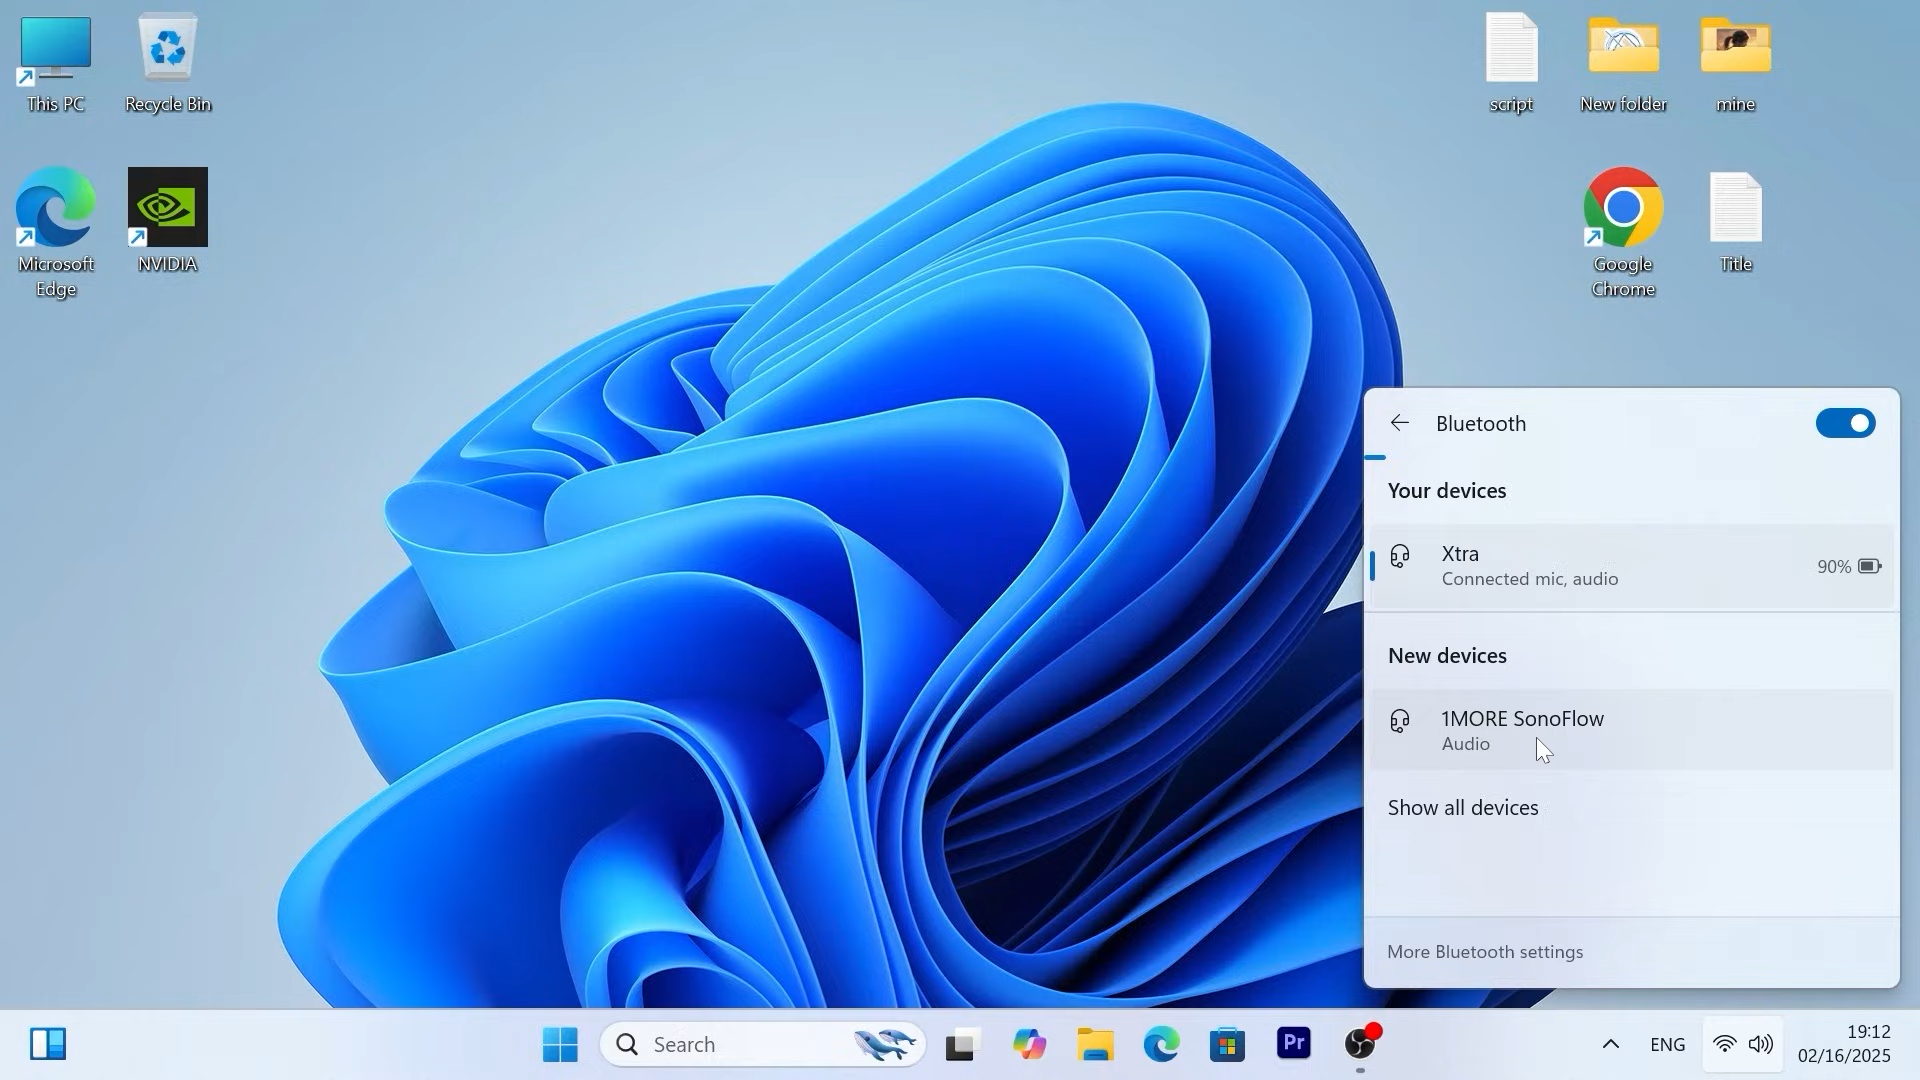 This PC
Recycle Bin
script
New folder
mine
Microsoft
Edge
NVIDIA
Google
Chrome
Title
Bluetooth
Your devices
Xtra
Connected mic, audio
90%
New devices
1MORE SonoFlow
Audio
Show all devices
More Bluetooth settings
Search
Pr
ENG
19:12
02/16/2025